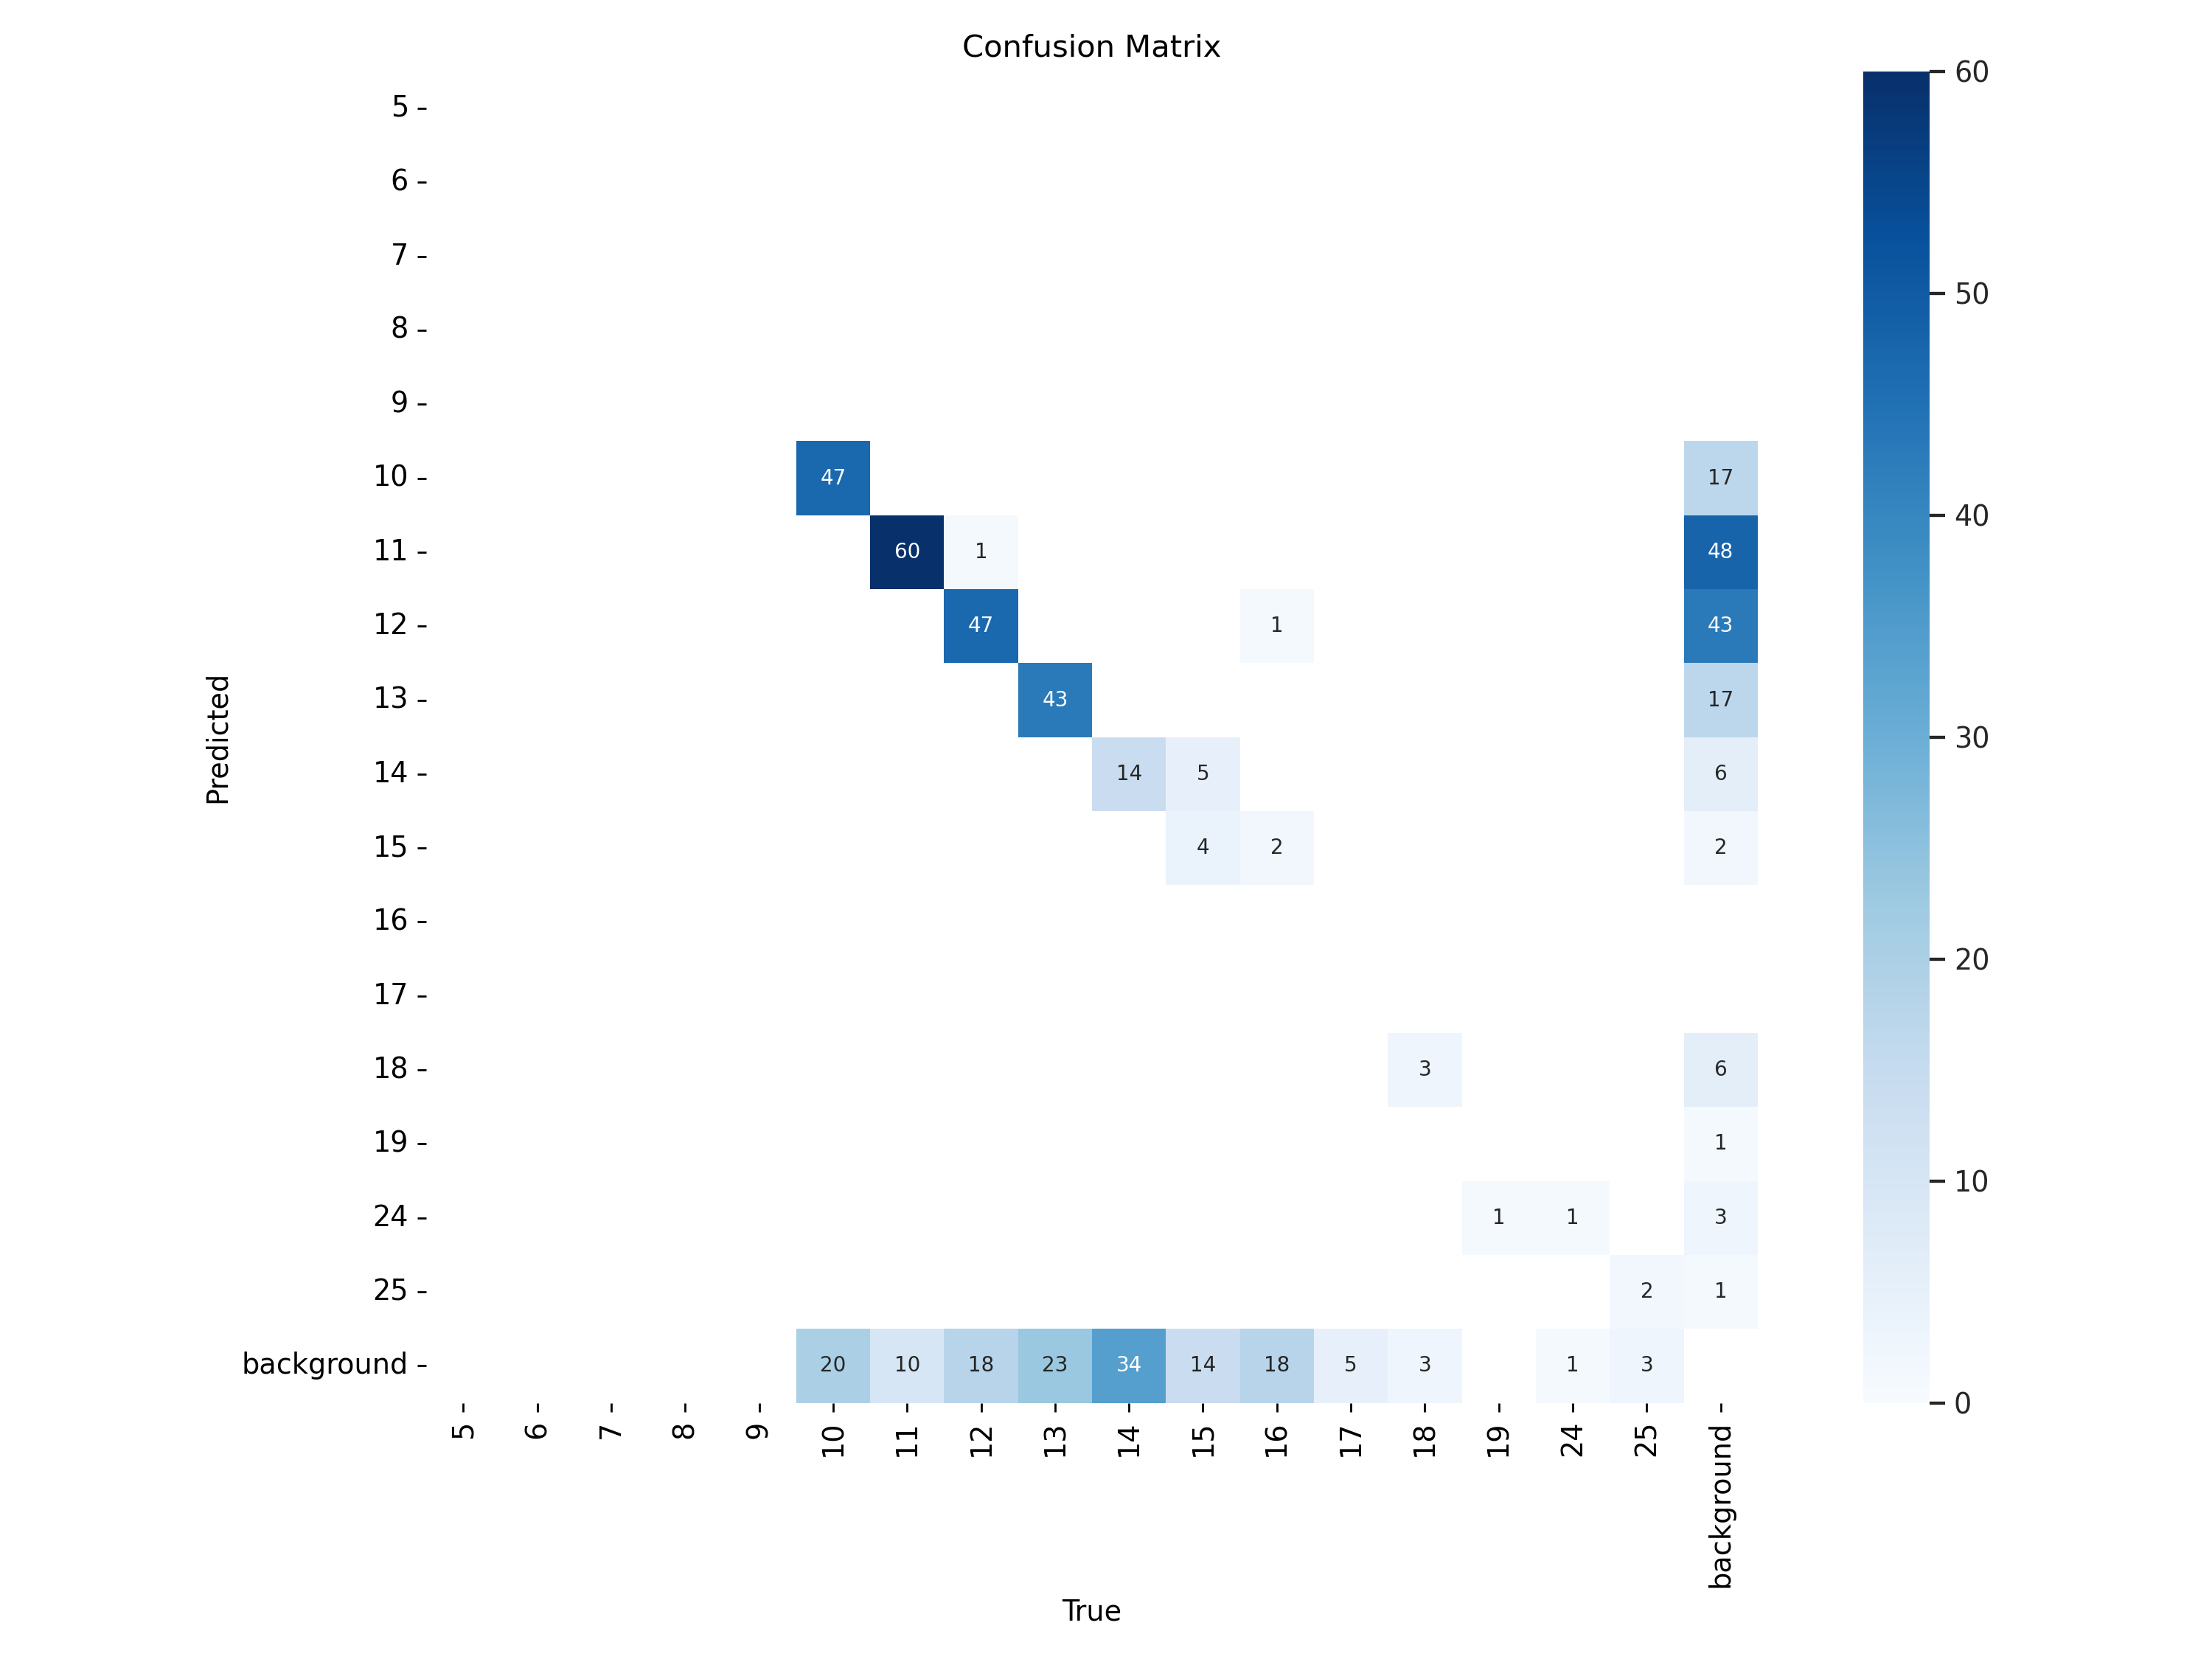 Confusion Matrix
60
5
6
50
7
8
9
40
10 47 17
11 60 1 48
12 47 1 43
Predicted
13 43 17
30
14 14 5 6
15 4 2 2
16
20
17
18 3 6
19 1
10
24 1 1 3
25 2 1
background 20 10 18 23 34 14 18 5 3 1 3
0
5 6 7 8 9 10 11 12 13 14 15 16 17 18 19 24 25 background
True